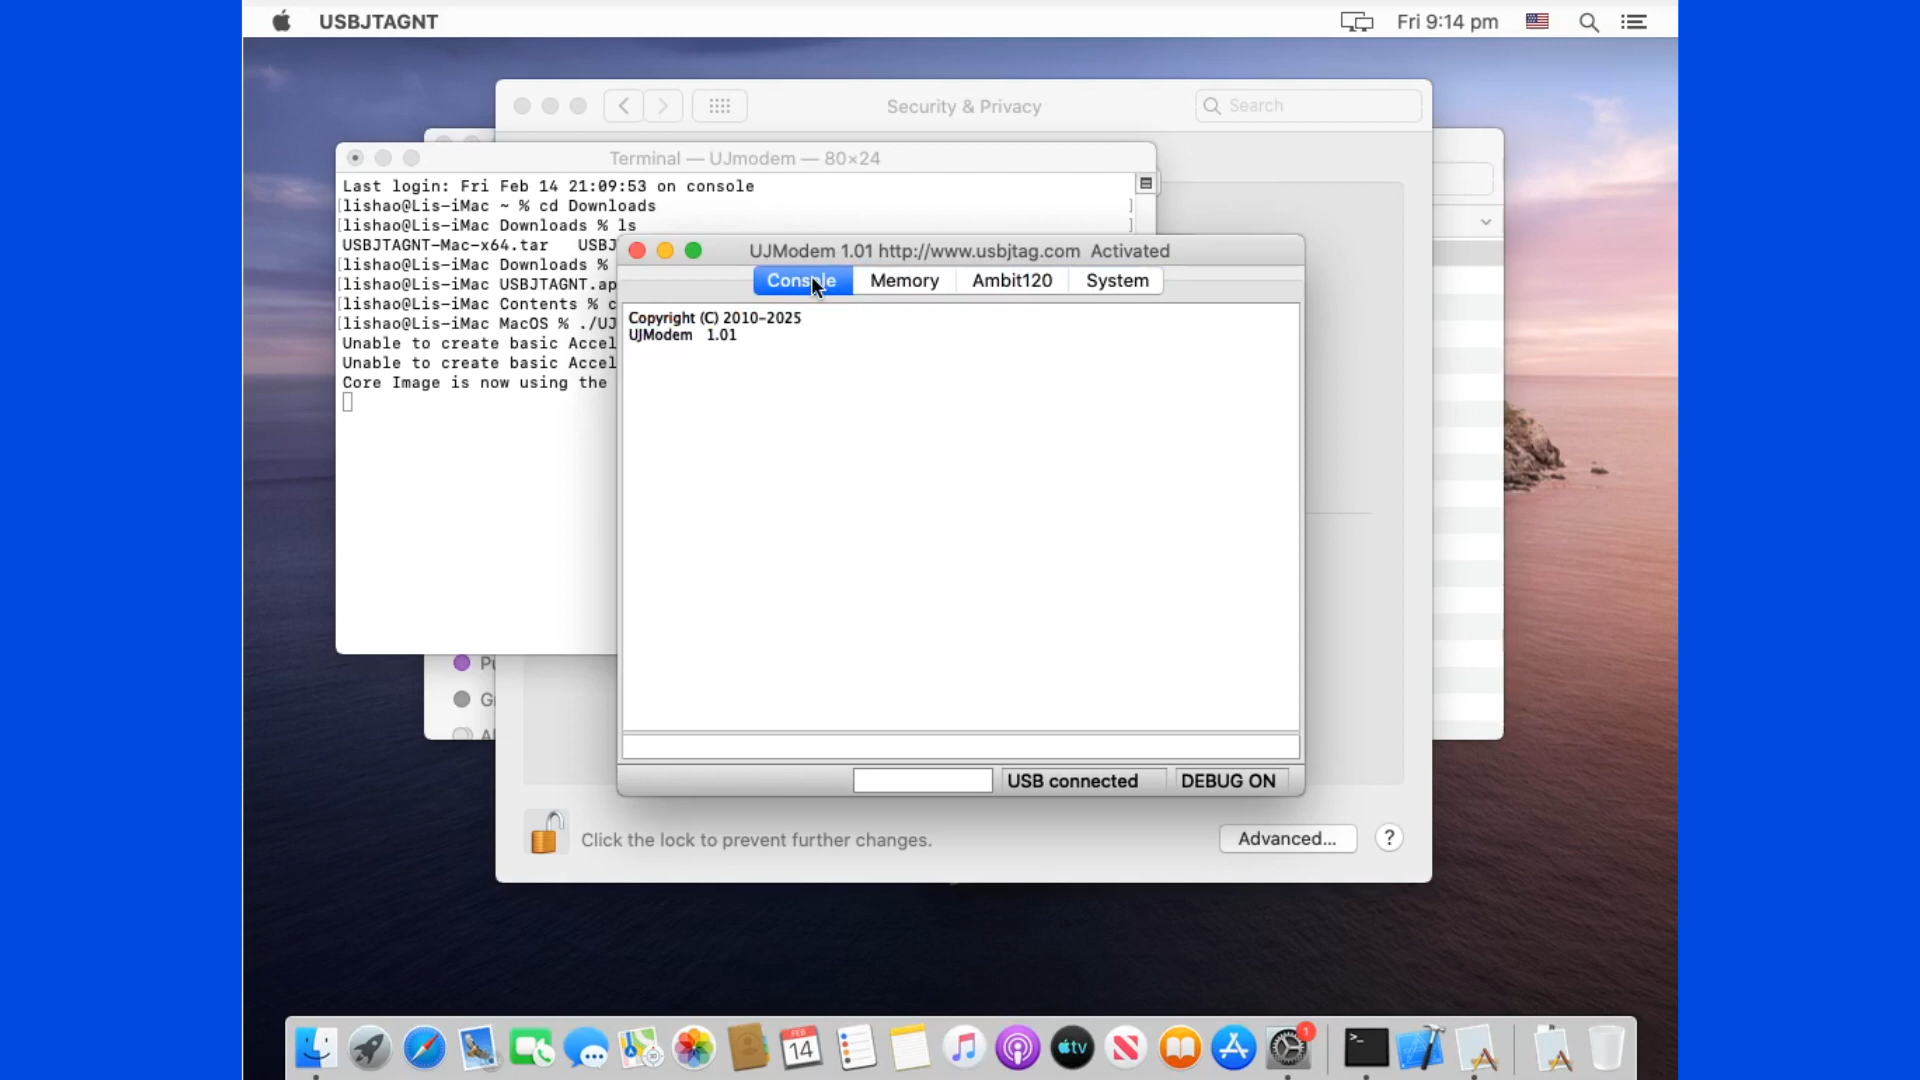 USBJTAGNT
Fri 9:14 pm
Security & Privacy
Search
Terminal — UJmodem — 80×24
Last login: Fri Feb 14 21:09:53 on console
[lishao@Lis-iMac ~ % cd Downloads ]
[lishao@Lis-iMac Downloads % ls ]
USBJTAGNT-Mac-x64.tar USBJ
[lishao@Lis-iMac Downloads %
[lishao@Lis-iMac USBJTAGNT.ap
[lishao@Lis-iMac Contents % c
[lishao@Lis-iMac MacOS % ./UJ
Unable to create basic Accel
Unable to create basic Accel
Core Image is now using the
UJModem 1.01 http://www.usbjtag.com Activated
Console Memory Ambit120 System
Copyright (C) 2010-2025
UJModem 1.01
USB connected DEBUG ON
Pu
G
Al
Click the lock to prevent further changes.
Advanced...
?
FEB
14
tv
1